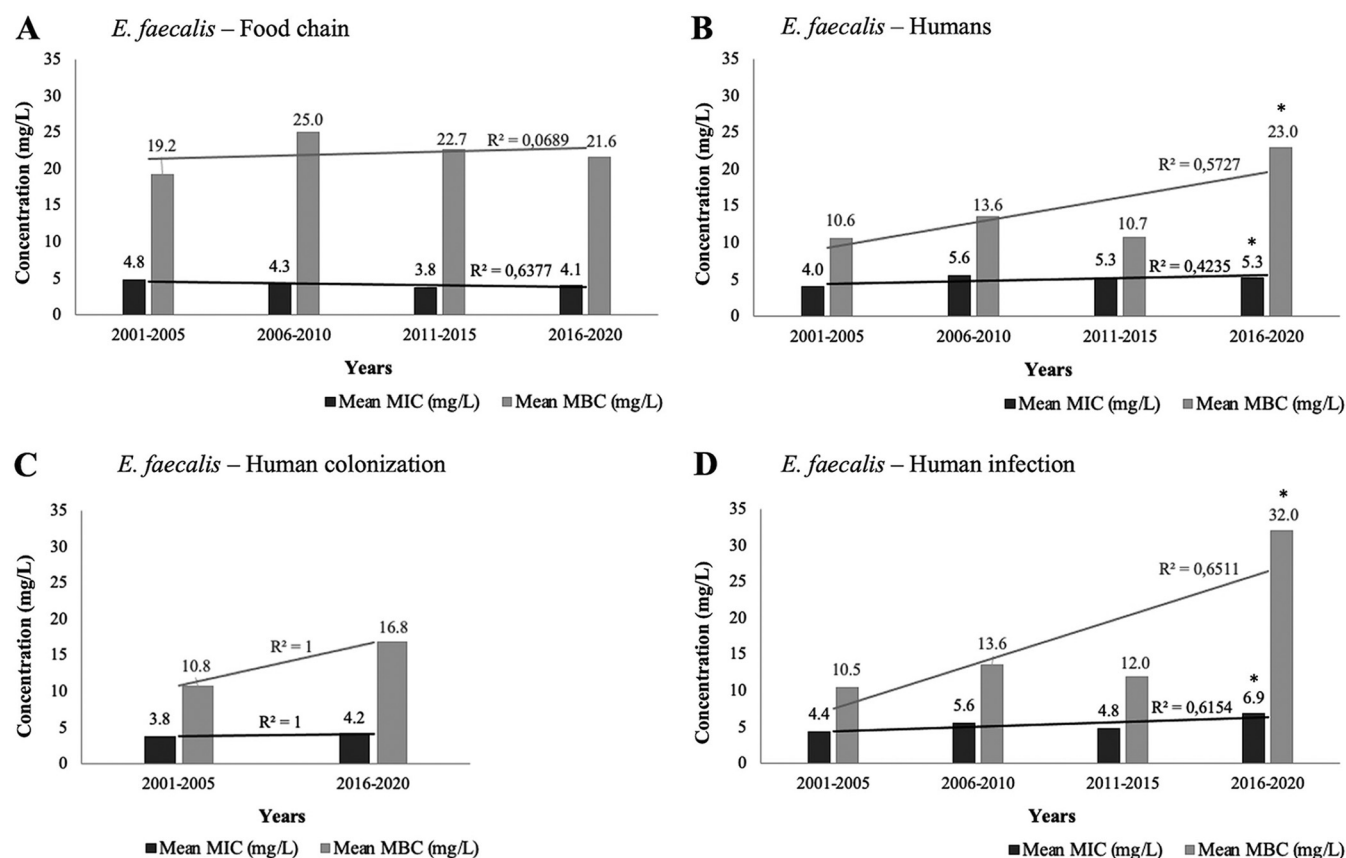 A
E. faecalis – Food chain
Concentration (mg/L)
35
30
25
20
15
10
5
0
19.2
25.0
22.7
21.6
R² = 0,0689
4.8
4.3
3.8
4.1
R² = 0,6377
2001-2005
2006-2010
2011-2015
2016-2020
Years
Mean MIC (mg/L)
Mean MBC (mg/L)
B
E. faecalis – Humans
Concentration (mg/L)
35
30
25
20
15
10
5
0
*
23.0
R² = 0,5727
10.6
13.6
10.7
*
4.0
5.6
5.3
R² = 0,4235
5.3
2001-2005
2006-2010
2011-2015
2016-2020
Years
Mean MIC (mg/L)
Mean MBC (mg/L)
C
E. faecalis – Human colonization
Concentration (mg/L)
35
30
25
20
15
10
5
0
16.8
R² = 1
10.8
3.8
R² = 1
4.2
2001-2005
2016-2020
Years
Mean MIC (mg/L)
Mean MBC (mg/L)
D
E. faecalis – Human infection
Concentration (mg/L)
35
30
25
20
15
10
5
0
*
32.0
R² = 0,6511
10.5
13.6
12.0
*
4.4
5.6
4.8
R² = 0,6154
6.9
2001-2005
2006-2010
2011-2015
2016-2020
Years
Mean MIC (mg/L)
Mean MBC (mg/L)